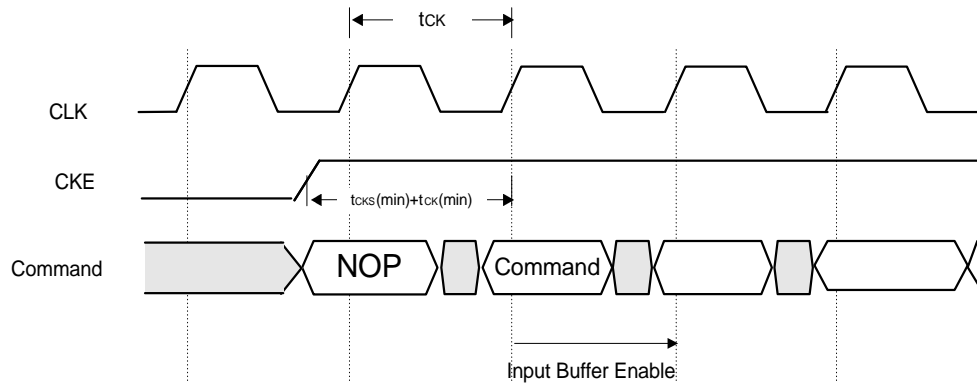 tCK
CLK
CKE
tCKS(min)+tCK(min)
Command
NOP
Command
Input Buffer Enable